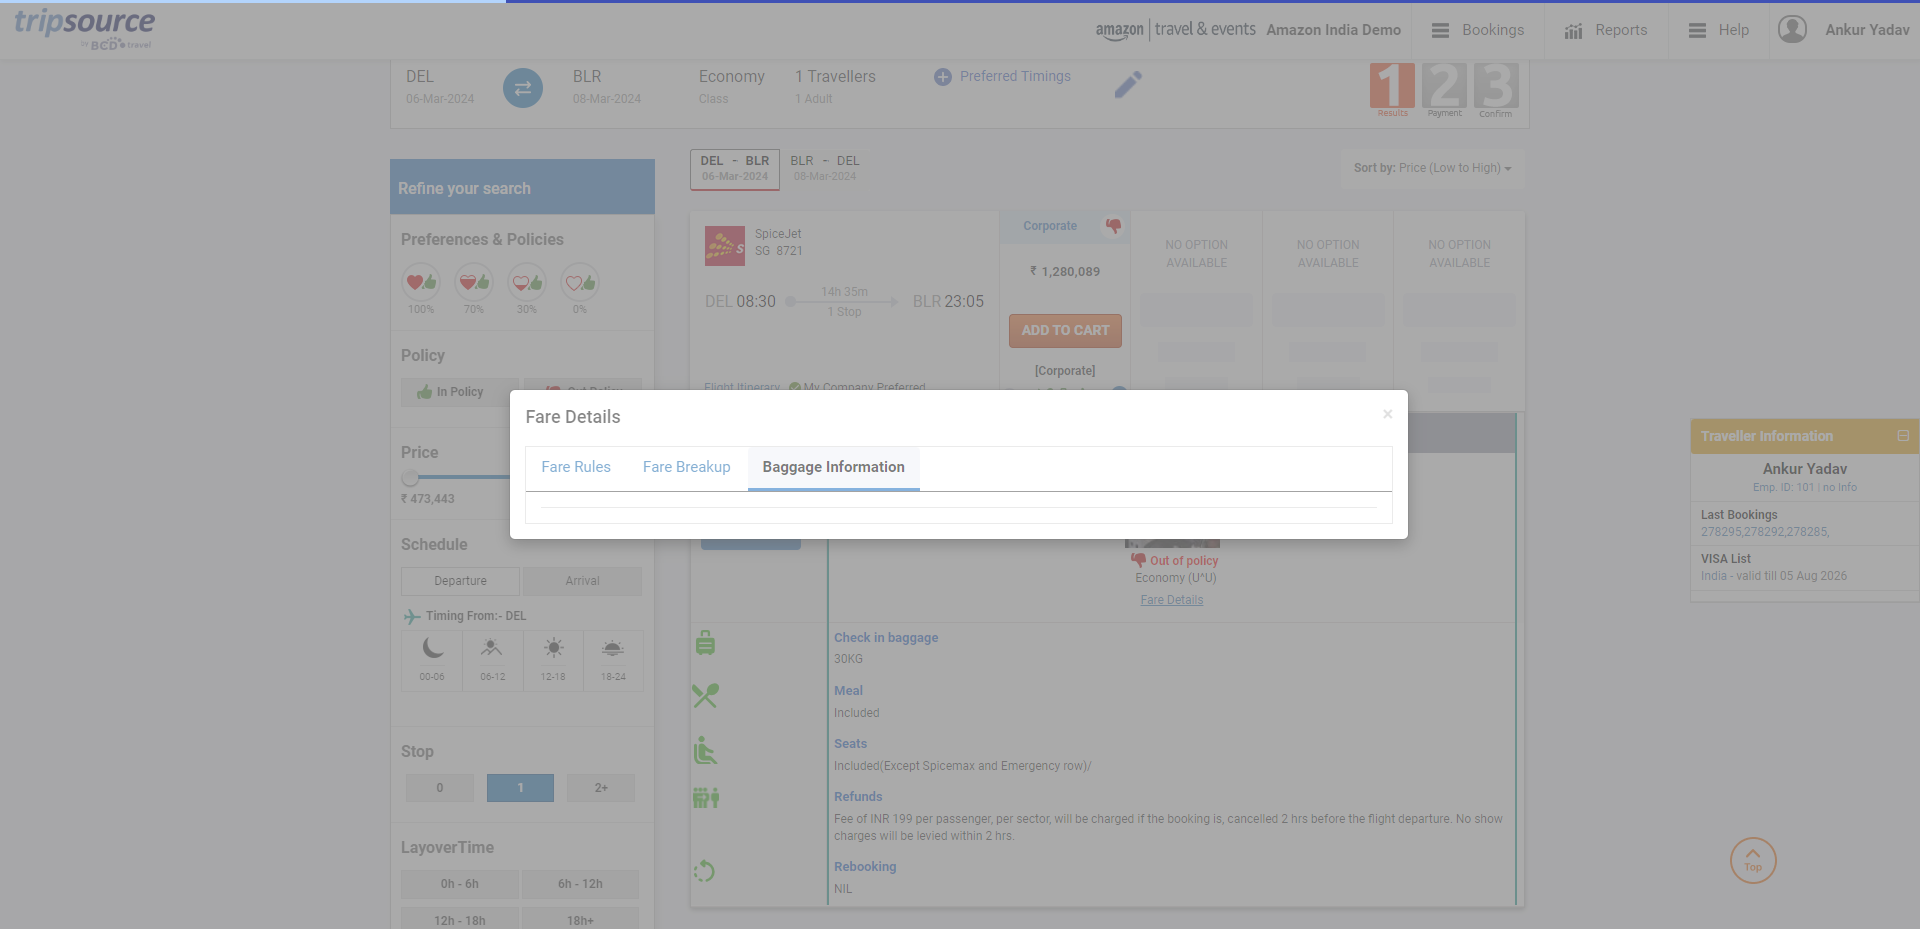 tripsource
by BCD travel
amazon travel & events Amazon India Demo
Bookings
Reports
Help
Ankur Yadav
DEL
06-Mar-2024
BLR
08-Mar-2024
Economy
Class
1 Travellers
1 Adult
Preferred Timings
1
Results
2
Payment
3
Confirm
Refine your search
Preferences & Policies
100%
70%
30%
0%
Policy
In Policy
Out Policy
Price
₹ 473,443
Schedule
Departure
Arrival
Timing From:- DEL
00-06
06-12
12-18
18-24
Stop
0
1
2+
LayoverTime
0h - 6h
6h - 12h
12h - 18h
18h+
DEL - BLR
06-Mar-2024
BLR - DEL
08-Mar-2024
Sort by: Price (Low to High)
SpiceJet
SG 8721
DEL 08:30
14h 35m
1 Stop
BLR 23:05
Flight Itinerary
My Company Preferred
Corporate
₹ 1,280,089
ADD TO CART
[Corporate]
NO OPTION
AVAILABLE
NO OPTION
AVAILABLE
NO OPTION
AVAILABLE
Fare Details
×
Fare Rules
Fare Breakup
Baggage Information
Out of policy
Economy (U^U)
Fare Details
Check in baggage
30KG
Meal
Included
Seats
Included(Except Spicemax and Emergency row)/
Refunds
Fee of INR 199 per passenger, per sector, will be charged if the booking is, cancelled 2 hrs before the flight departure. No show
charges will be levied within 2 hrs.
Rebooking
NIL
Traveller Information
Ankur Yadav
Emp. ID: 101 | no Info
Last Bookings
278295,278292,278285,
VISA List
India - valid till 05 Aug 2026
Top